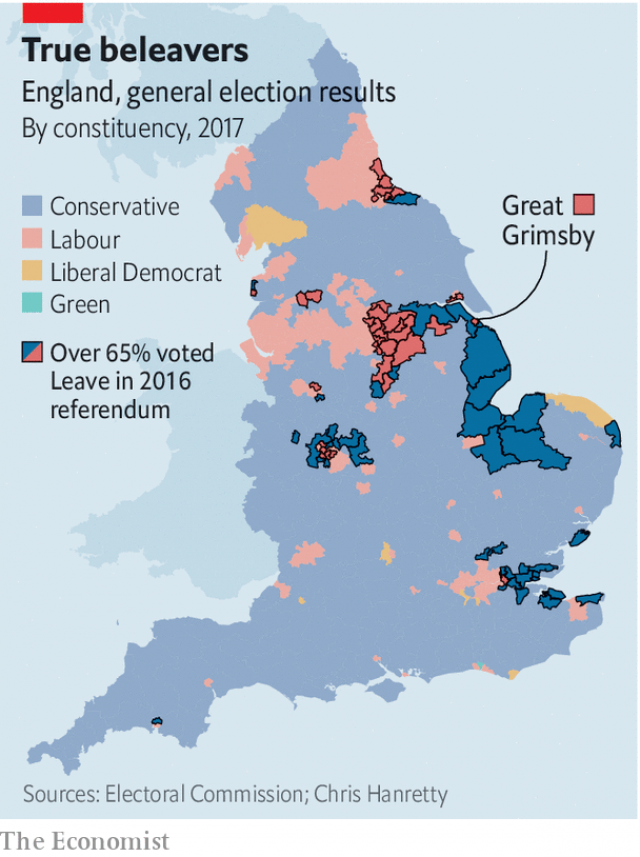 True beleavers
England, general election results
By constituency, 2017
Conservative
Labour
Liberal Democrat
Green
Over 65% voted
Leave in 2016
referendum
Great
Grimsby
Sources: Electoral Commission; Chris Hanretty
The Economist